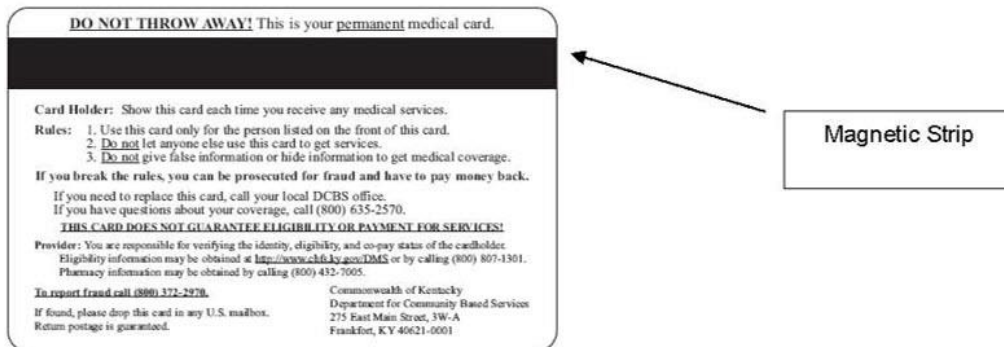 DO NOT THROW AWAY! This is your permanent medical card.
Magnetic Strip
Card Holder: Show this card each time you receive any medical services.
Rules: 1. Use this card only for the person listed on the front of this card.
2. Do not let anyone else use this card to get services.
3. Do not give false information or hide information to get medical coverage.
If you break the rules, you can be prosecuted for fraud and have to pay money back.
If you need to replace this card, call your local DCBS office.
If you have questions about your coverage, call (800) 635-2570.
THIS CARD DOES NOT GUARANTEE ELIGIBILITY OR PAYMENT FOR SERVICES!
Provider: You are responsible for verifying the identity, eligibility, and co-pay status of the cardholder.
Eligibility information may be obtained at http://www.chfs.ky.gov/DMS or by calling (800) 807-1301.
Pharmacy information may be obtained by calling (800) 432-7005.
To report fraud call (800) 372-2970.
If found, please drop this card in any U.S. mailbox.
Return postage is guaranteed.
Commonwealth of Kentucky
Department for Community Based Services
275 East Main Street, 3W-A
Frankfort, KY 40621-0001